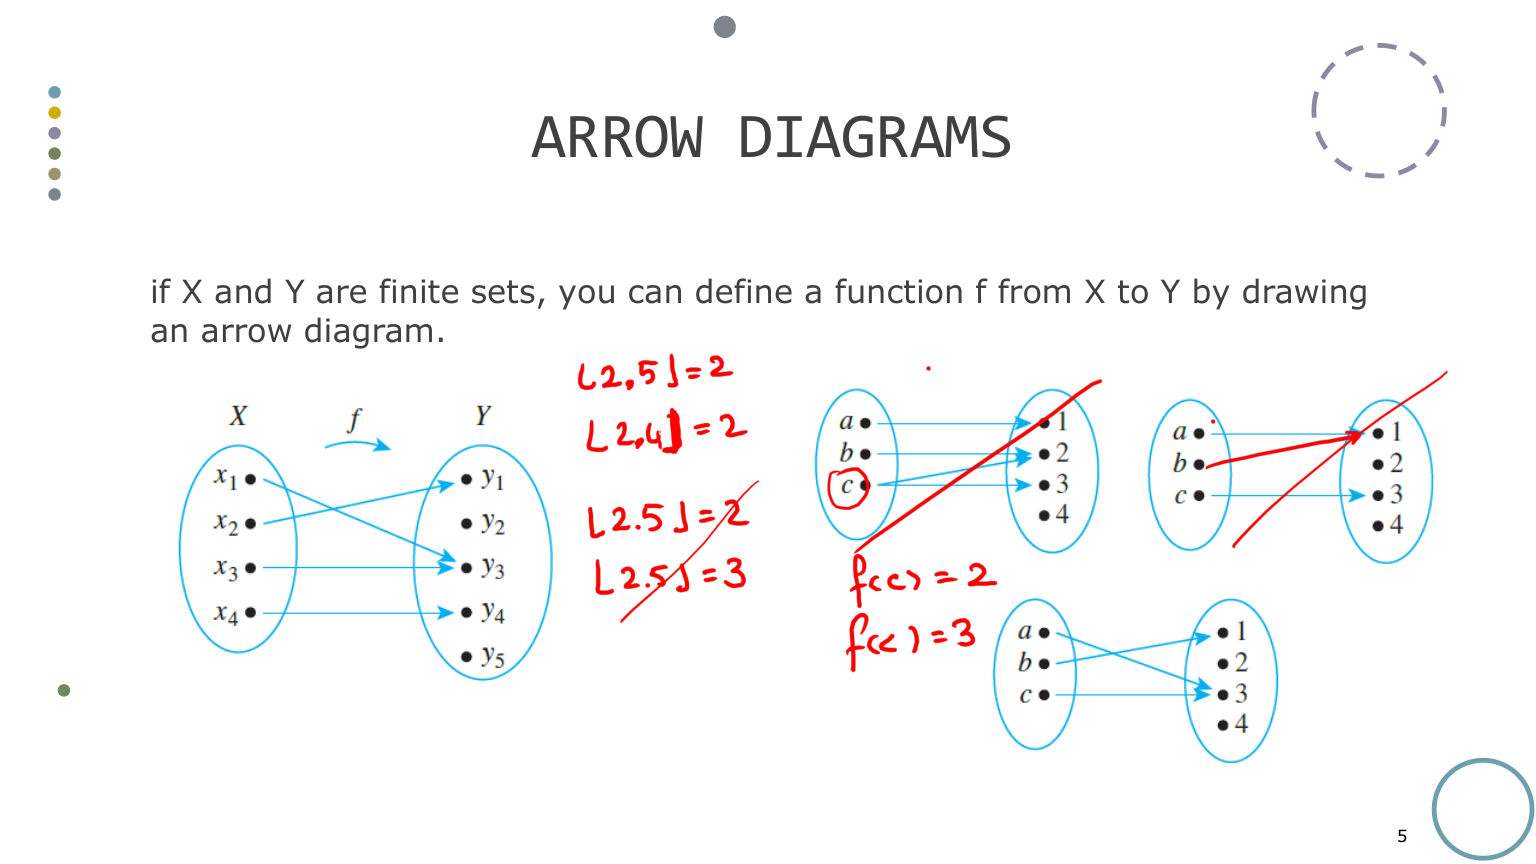 ARROW DIAGRAMS
if X and Y are finite sets, you can define a function f from X to Y by drawing
an arrow diagram.
X f Y
x1 y1
x2 y2
x3 y3
x4 y4
y5
⌊2,5⌋=2
⌊2,4⌋=2
⌊2.5⌋=2
⌊2.5⌋=3
a 1
b 2
c 3
4
f(c)=2
f(c)=3
a 1
b 2
c 3
4
a 1
b 2
c 3
4
5